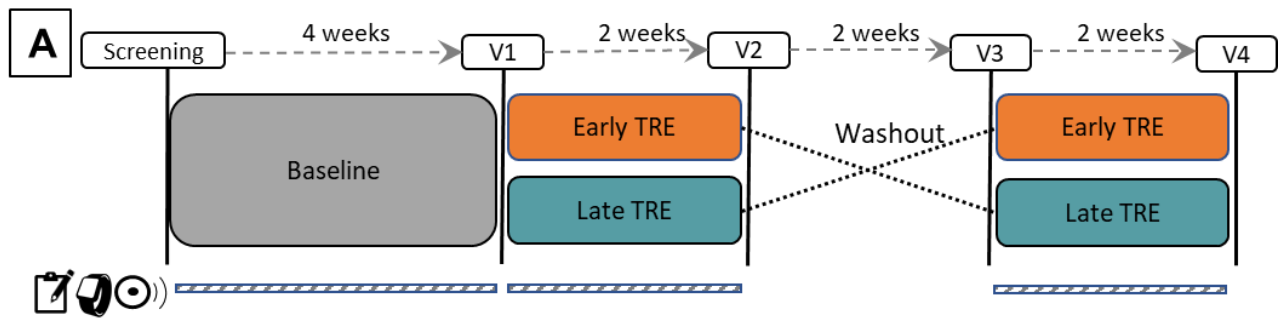 A
Screening
4 weeks
V1
2 weeks
V2
2 weeks
V3
2 weeks
V4
Baseline
Early TRE
Late TRE
Washout
Early TRE
Late TRE